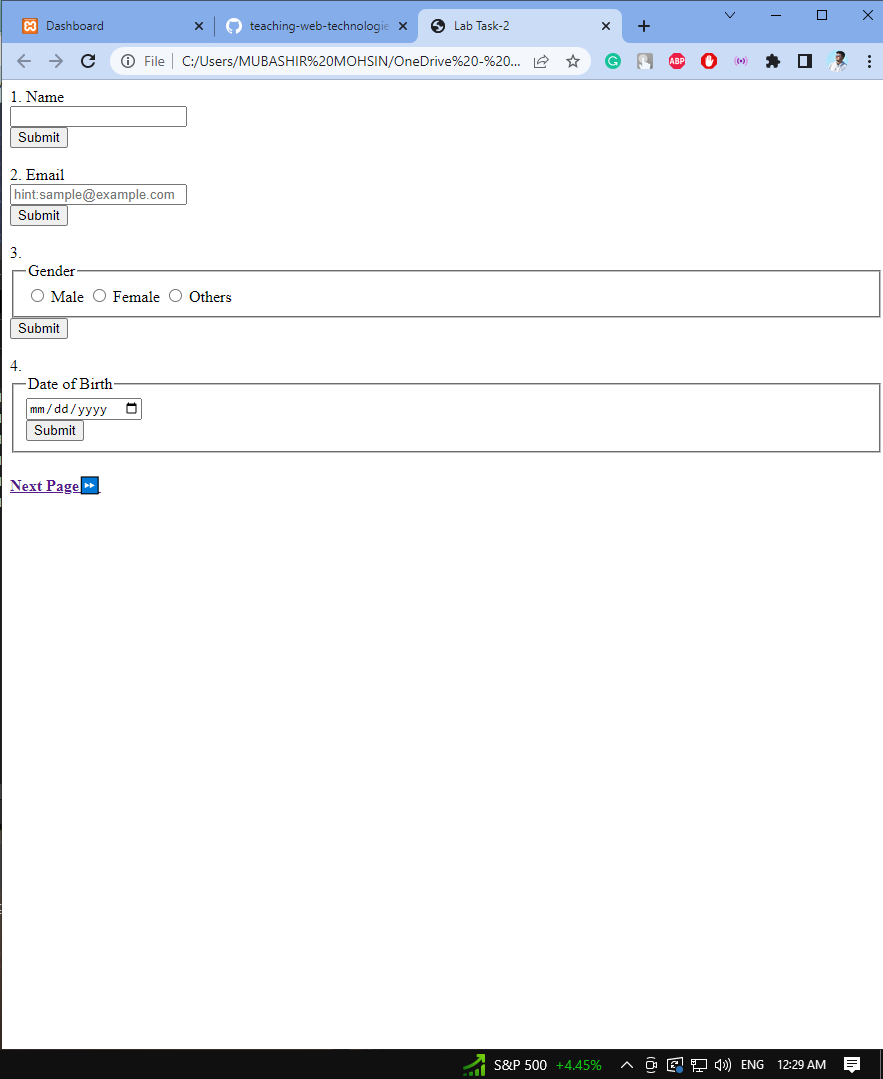 Dashboard
teaching-web-technologie
Lab Task-2
File
C:/Users/MUBASHIR%20MOHSIN/OneDrive%20-%20...
ABP
1. Name
Submit
2. Email
hint:sample@example.com
Submit
3.
Gender
Male Female Others
Submit
4.
Date of Birth
mm/dd/yyyy
Submit
Next Page
S&P 500 +4.45% ENG 12:29 AM